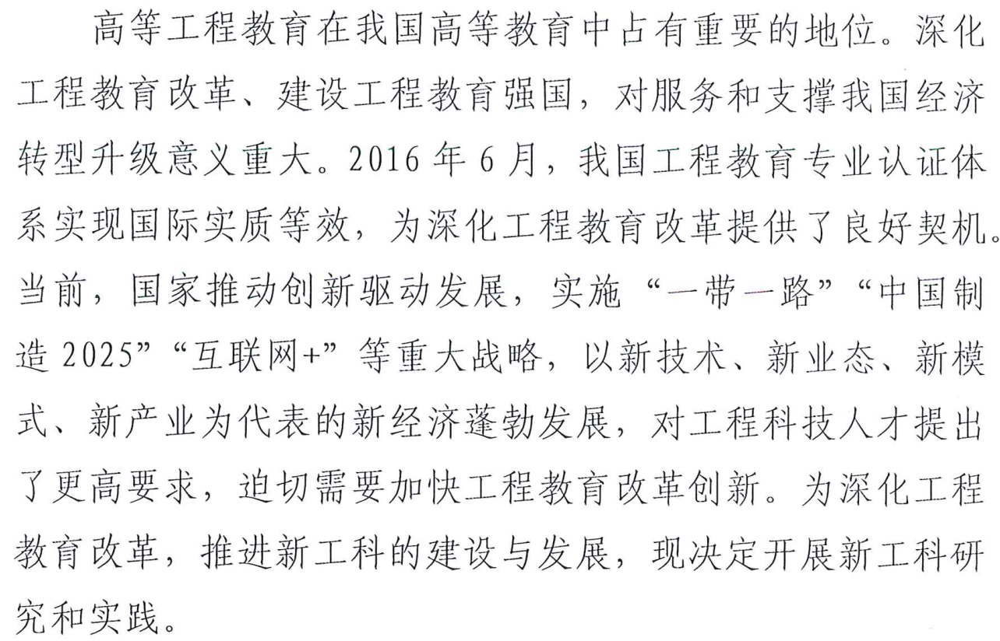 高等工程教育在我国高等教育中占有重要的地位。深化
工程教育改革、建设工程教育强国，对服务和支撑我国经济
转型升级意义重大。2016 年 6 月，我国工程教育专业认证体
系实现国际实质等效，为深化工程教育改革提供了良好契机。
当前，国家推动创新驱动发展，实施“一带一路”“中国制
造 2025”“互联网+”等重大战略，以新技术、新业态、新模
式、新产业为代表的新经济蓬勃发展，对工程科技人才提出
了更高要求，迫切需要加快工程教育改革创新。为深化工程
教育改革，推进新工科的建设与发展，现决定开展新工科研
究和实践。